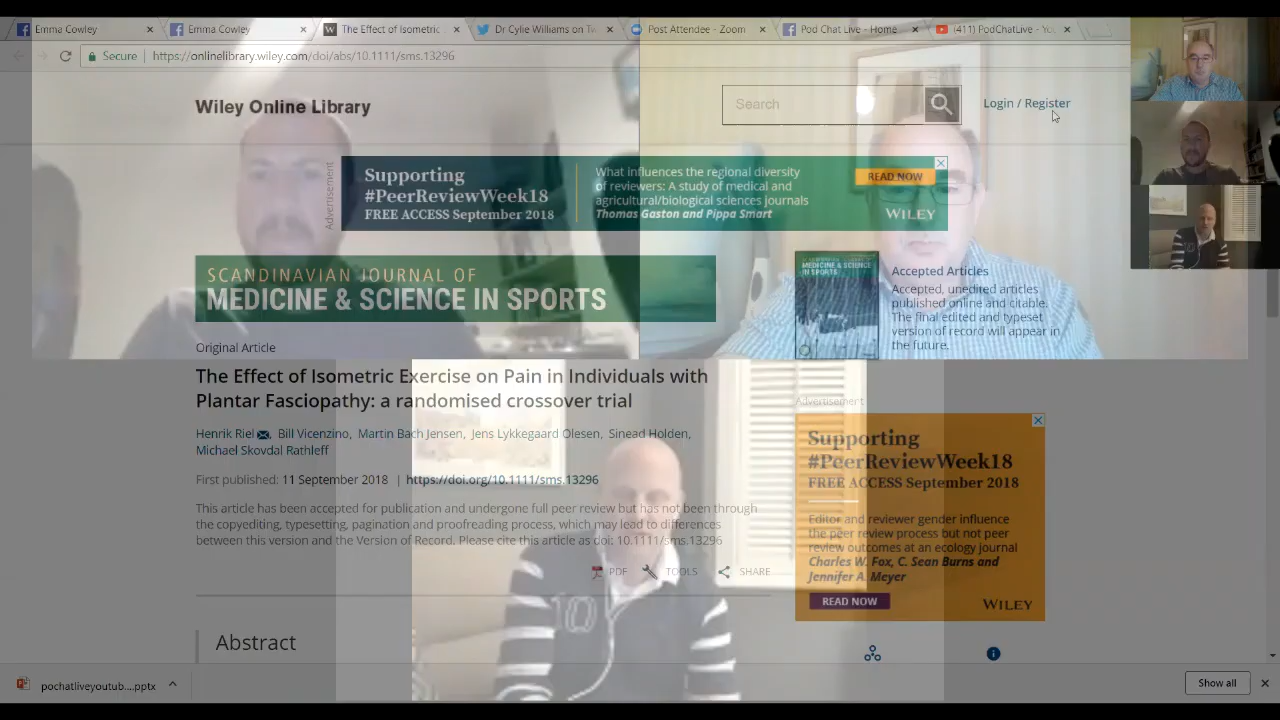 Emma Cowley
Emma Cowley
The Effect of Isometric
Dr Cylie Williams on Tw
Post Attendee - Zoom
Pod Chat Live - Home
(411) PodChatLive - Yo
Secure
https://onlinelibrary.wiley.com/doi/abs/10.1111/sms.13296
Wiley Online Library
Search
Login / Register
Advertisement
Supporting
#PeerReviewWeek18
FREE ACCESS September 2018
What influences the regional diversity
of reviewers: A study of medical and
agricultural/biological sciences journals
Thomas Gaston and Pippa Smart
READ NOW
WILEY
SCANDINAVIAN JOURNAL OF
MEDICINE & SCIENCE IN SPORTS
MEDICINE & SCIENCE
IN SPORTS
Accepted Articles
Accepted, unedited articles
published online and citable.
The final edited and typeset
version of record will appear in
the future.
Original Article
The Effect of Isometric Exercise on Pain in Individuals with
Plantar Fasciopathy: a randomised crossover trial
Henrik Riel, Bill Vicenzino, Martin Bach Jensen, Jens Lykkegaard Olesen, Sinead Holden,
Michael Skovdal Rathleff
First published: 11 September 2018 | https://doi.org/10.1111/sms.13296
This article has been accepted for publication and undergone full peer review but has not been through
the copyediting, typesetting, pagination and proofreading process, which may lead to differences
between this version and the Version of Record. Please cite this article as doi: 10.1111/sms.13296
PDF
TOOLS
SHARE
Abstract
Advertisement
Supporting
#PeerReviewWeek18
FREE ACCESS September 2018
Editor and reviewer gender influence
the peer review process but not peer
review outcomes at an ecology journal
Charles W. Fox, C. Sean Burns and
Jennifer A. Meyer
READ NOW
WILEY
10
pochatliveyoutub....pptx
Show all